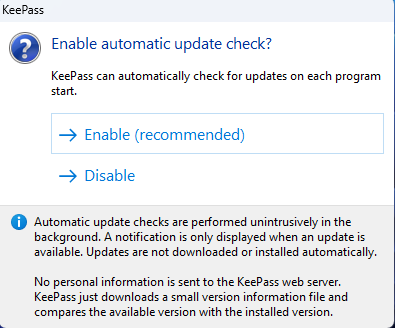 KeePass
Enable automatic update check?
KeePass can automatically check for updates on each program
start.
Enable (recommended)
Disable
Automatic update checks are performed unintrusively in the
background. A notification is only displayed when an update is
available. Updates are not downloaded or installed automatically.
No personal information is sent to the KeePass web server.
KeePass just downloads a small version information file and
compares the available version with the installed version.